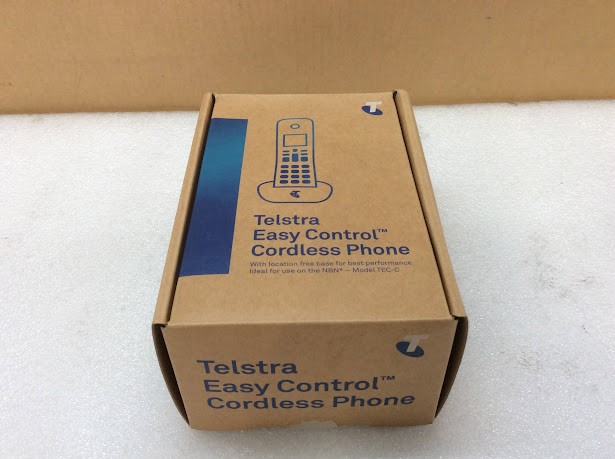 T
Telstra
Easy Control™
Cordless Phone
With location free base for best performance.
Ideal for use on the NBN® – Model TEC-C
T
Telstra
Easy Control™
Cordless Phone